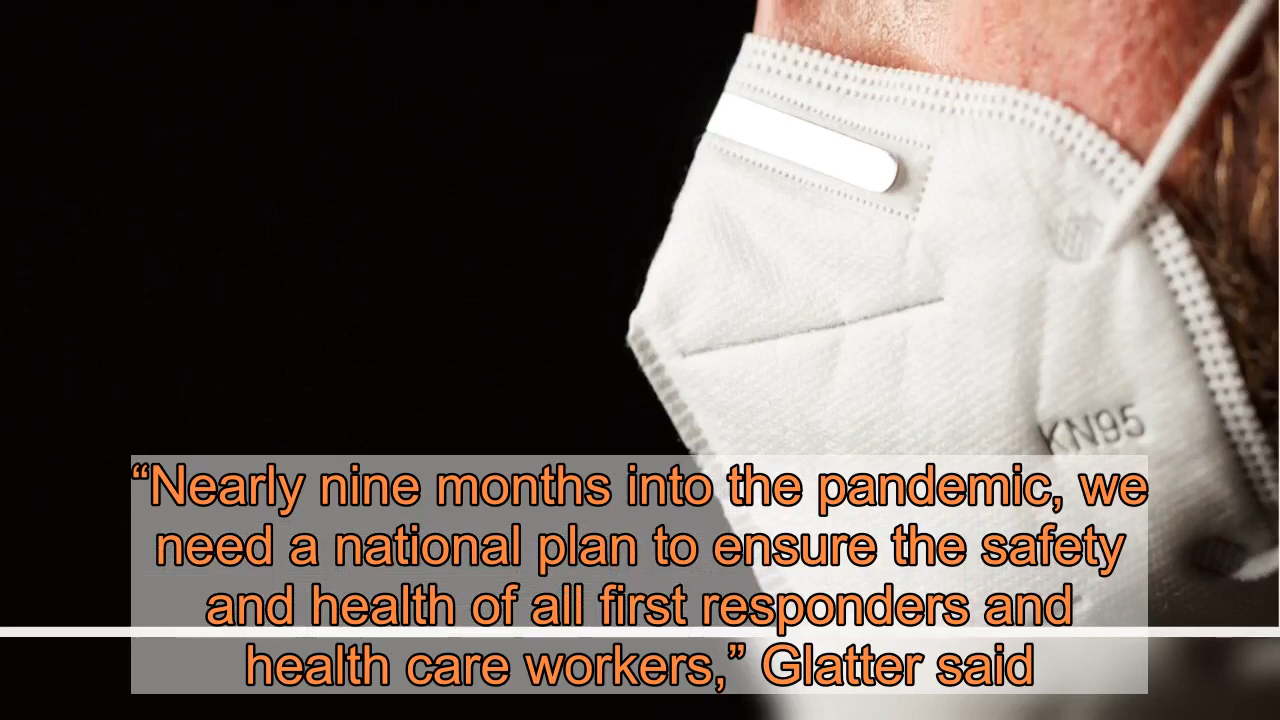 KN95
“Nearly nine months into the pandemic, we
need a national plan to ensure the safety
and health of all first responders and
health care workers,” Glatter said